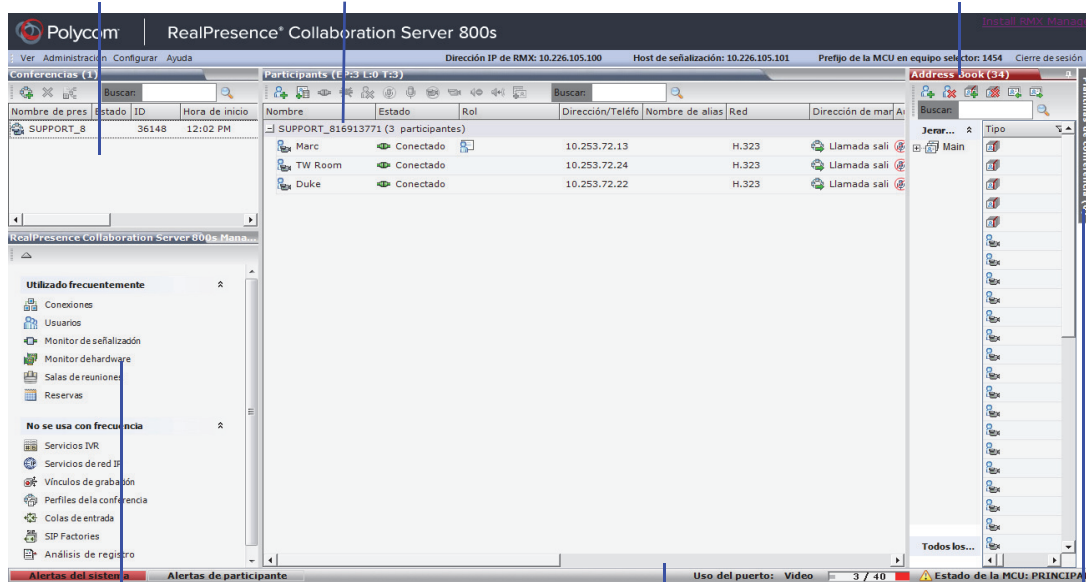 Install RMX Manag
Polycom | RealPresence® Collaboration Server 800s
Ver Administración Configurar Ayuda Dirección IP de RMX: 10.226.105.100 Host de señalización: 10.226.105.101 Prefijo de la MCU en equipo selector: 1454 Cierre de sesión
Conferencias (1)
Buscar:
Nombre de pres Estado ID Hora de inicio
SUPPORT_8 36148 12:02 PM
Participants (EP:3 L:0 T:3)
Buscar:
Nombre Estado Rol Dirección/Teléfo Nombre de alias Red Dirección de mar
SUPPORT_816913771 (3 participantes)
Marc Conectado 10.253.72.13 H.323 Llamada sali
TW Room Conectado 10.253.72.24 H.323 Llamada sali
Duke Conectado 10.253.72.22 H.323 Llamada sali
Address Book (34)
Buscar:
Jerar... Tipo
Main
Todos los...
RealPresence Collaboration Server 800s Mana...
Utilizado frecuentemente
Conexiones
Usuarios
Monitor de señalización
Monitor de hardware
Salas de reuniones
Reservas
No se usa con frecuencia
Servicios IVR
Servicios de red IP
Vínculos de grabación
Perfiles de la conferencia
Colas de entrada
SIP Factories
Análisis de registro
Alertas del sistema Alertas de participante Uso del puerto: Video 3 / 40 Estado de la MCU: PRINCIPA